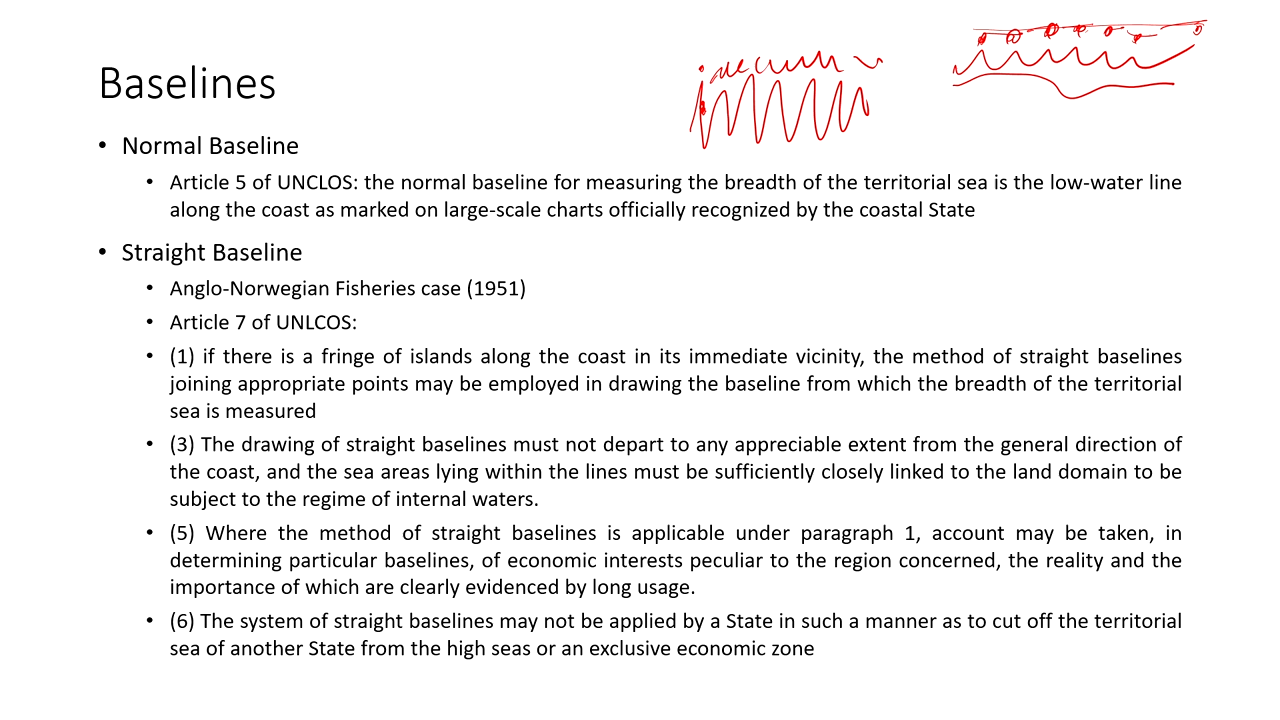 Baselines
• Normal Baseline
• Article 5 of UNCLOS: the normal baseline for measuring the breadth of the territorial sea is the low-water line
along the coast as marked on large-scale charts officially recognized by the coastal State
• Straight Baseline
• Anglo-Norwegian Fisheries case (1951)
• Article 7 of UNLCOS:
• (1) if there is a fringe of islands along the coast in its immediate vicinity, the method of straight baselines
joining appropriate points may be employed in drawing the baseline from which the breadth of the territorial
sea is measured
• (3) The drawing of straight baselines must not depart to any appreciable extent from the general direction of
the coast, and the sea areas lying within the lines must be sufficiently closely linked to the land domain to be
subject to the regime of internal waters.
• (5) Where the method of straight baselines is applicable under paragraph 1, account may be taken, in
determining particular baselines, of economic interests peculiar to the region concerned, the reality and the
importance of which are clearly evidenced by long usage.
• (6) The system of straight baselines may not be applied by a State in such a manner as to cut off the territorial
sea of another State from the high seas or an exclusive economic zone